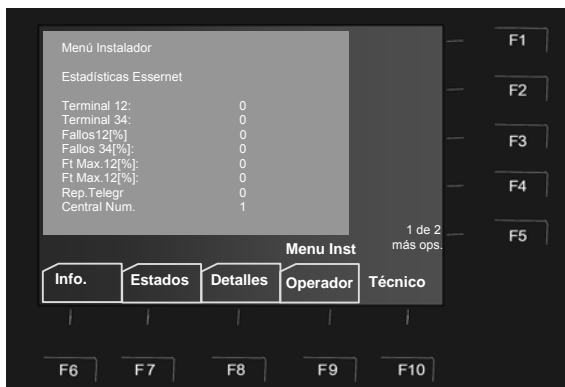 Menú Instalador
Estadísticas Essernet
Terminal 12: 0
Terminal 34: 0
Fallos12[%] 0
Fallos 34[%]: 0
Ft Max.12[%]: 0
Ft Max.12[%]: 0
Rep.Telegr 0
Central Num. 1
1 de 2
más ops.
Menu Inst
Info. Estados Detalles Operador Técnico
F1
F2
F3
F4
F5
F6 F7 F8 F9 F10